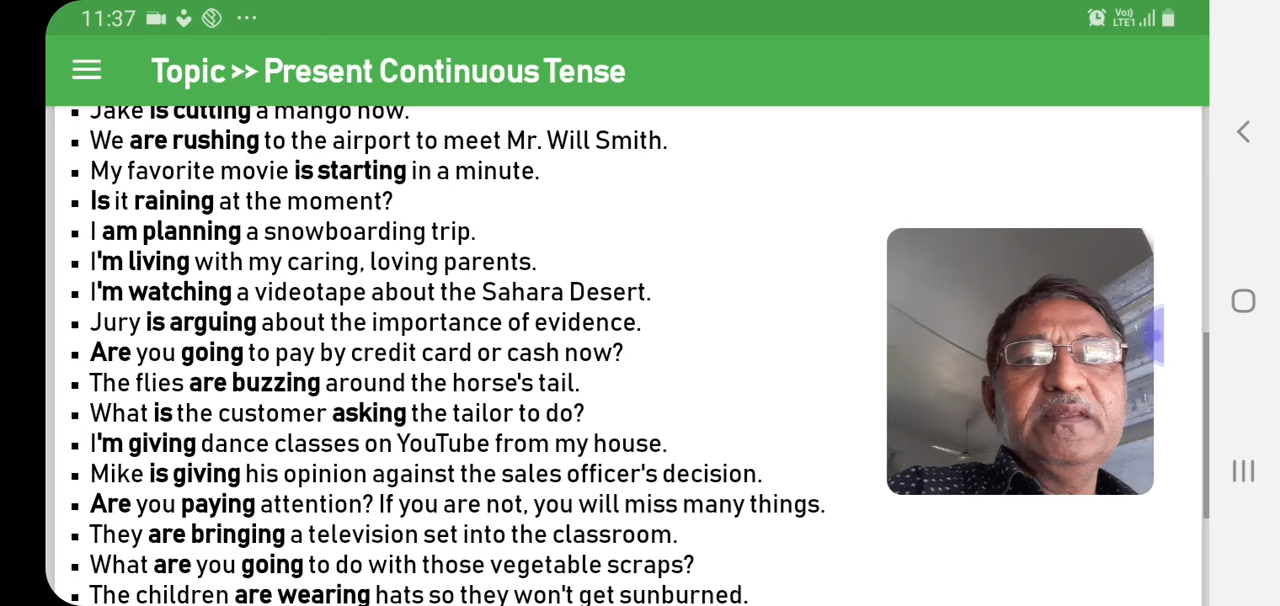 11:37
Vo)
LTE1
Topic >> Present Continuous Tense
Jake is cutting a mango now.
We are rushing to the airport to meet Mr. Will Smith.
My favorite movie is starting in a minute.
Is it raining at the moment?
I am planning a snowboarding trip.
I'm living with my caring, loving parents.
I'm watching a videotape about the Sahara Desert.
Jury is arguing about the importance of evidence.
Are you going to pay by credit card or cash now?
The flies are buzzing around the horse's tail.
What is the customer asking the tailor to do?
I'm giving dance classes on YouTube from my house.
Mike is giving his opinion against the sales officer's decision.
Are you paying attention? If you are not, you will miss many things.
They are bringing a television set into the classroom.
What are you going to do with those vegetable scraps?
The children are wearing hats so they won't get sunburned.